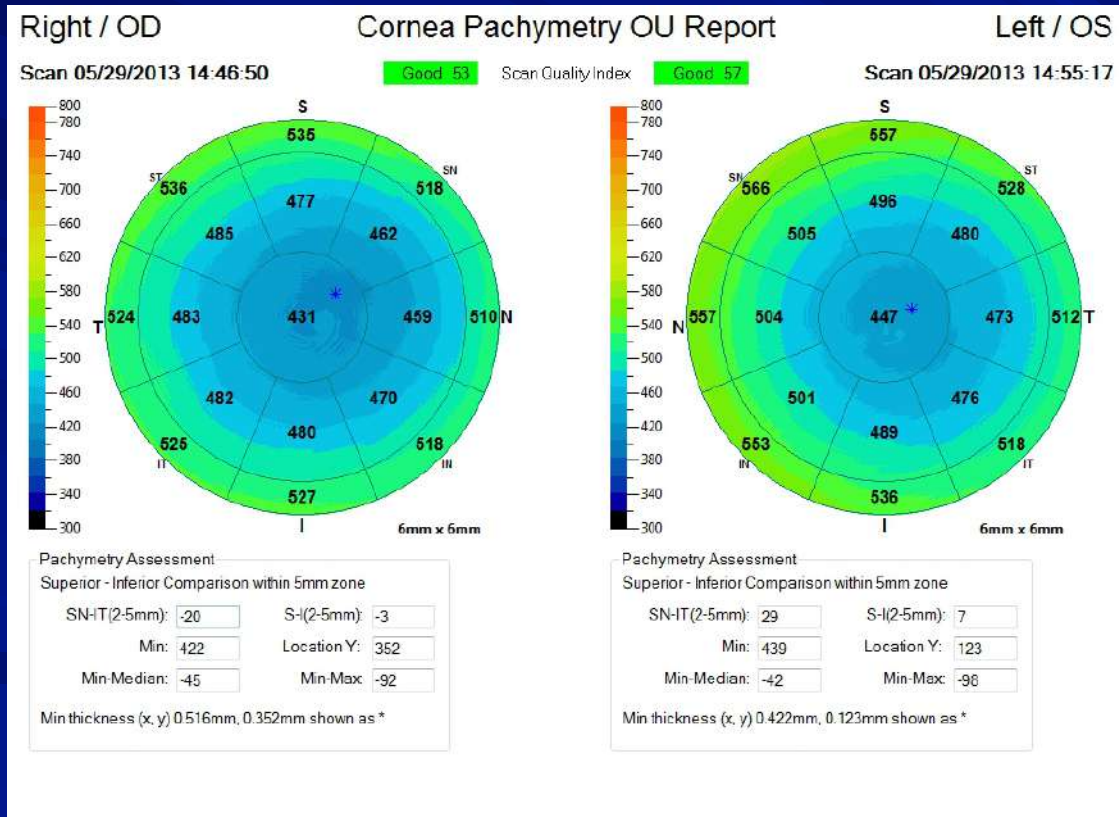 Right / OD Cornea Pachymetry OU Report Left / OS
Scan 05/29/2013 14:46:50 Good 53 Scan Quality Index Good 57 Scan 05/29/2013 14:55:17
800
780
740
700
660
620
580
540
500
460
420
380
340
300
S
535
ST 536 518 SN
477
485 462
T 524 483 431 * 459 510 N
482 470
480
525 518
IT IN
527
I
6mm x 6mm
Pachymetry Assessment
Superior - Inferior Comparison within 5mm zone
SN-IT(2-5mm): -20 S-I(2-5mm): -3
Min: 422 Location Y: 352
Min-Median: -45 Min-Max: -92
Min thickness (x, y) 0.516mm, 0.352mm shown as *
800
780
740
700
660
620
580
540
500
460
420
380
340
300
S
557
SN 566 528 ST
496
505 480
N 557 504 447 * 473 512 T
501 476
489
553 518
IN IT
536
I
6mm x 6mm
Pachymetry Assessment
Superior - Inferior Comparison within 5mm zone
SN-IT(2-5mm): 29 S-I(2-5mm): 7
Min: 439 Location Y: 123
Min-Median: -42 Min-Max: -98
Min thickness (x, y) 0.422mm, 0.123mm shown as *